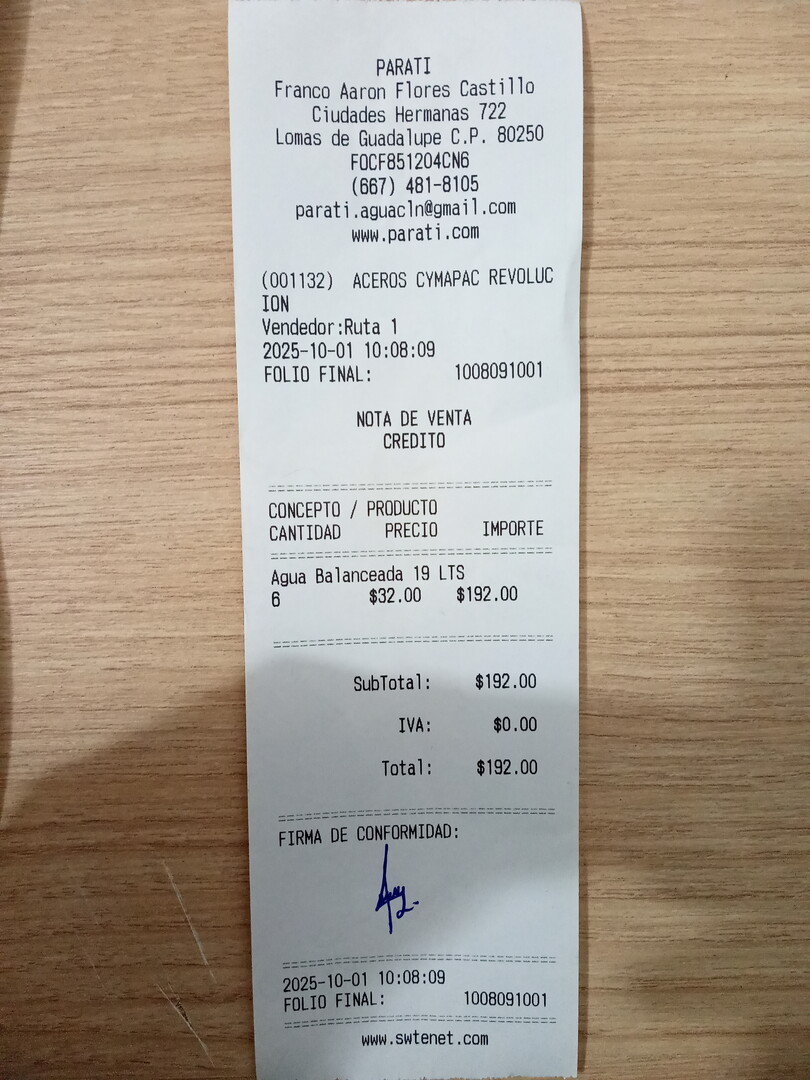 PARATI
Franco Aaron Flores Castillo
Ciudades Hermanas 722
Lomas de Guadalupe C.P. 80250
FOCF851204CN6
(667) 481-8105
parati.aguacln@gmail.com
www.parati.com
(001132) ACEROS CYMAPAC REVOLUC
ION
Vendedor:Ruta 1
2025-10-01 10:08:09
FOLIO FINAL: 1008091001
NOTA DE VENTA
CREDITO
CONCEPTO / PRODUCTO
CANTIDAD PRECIO IMPORTE
Agua Balanceada 19 LTS
6 $32.00 $192.00
SubTotal: $192.00
IVA: $0.00
Total: $192.00
FIRMA DE CONFORMIDAD:
2025-10-01 10:08:09
FOLIO FINAL: 1008091001
www.swtenet.com